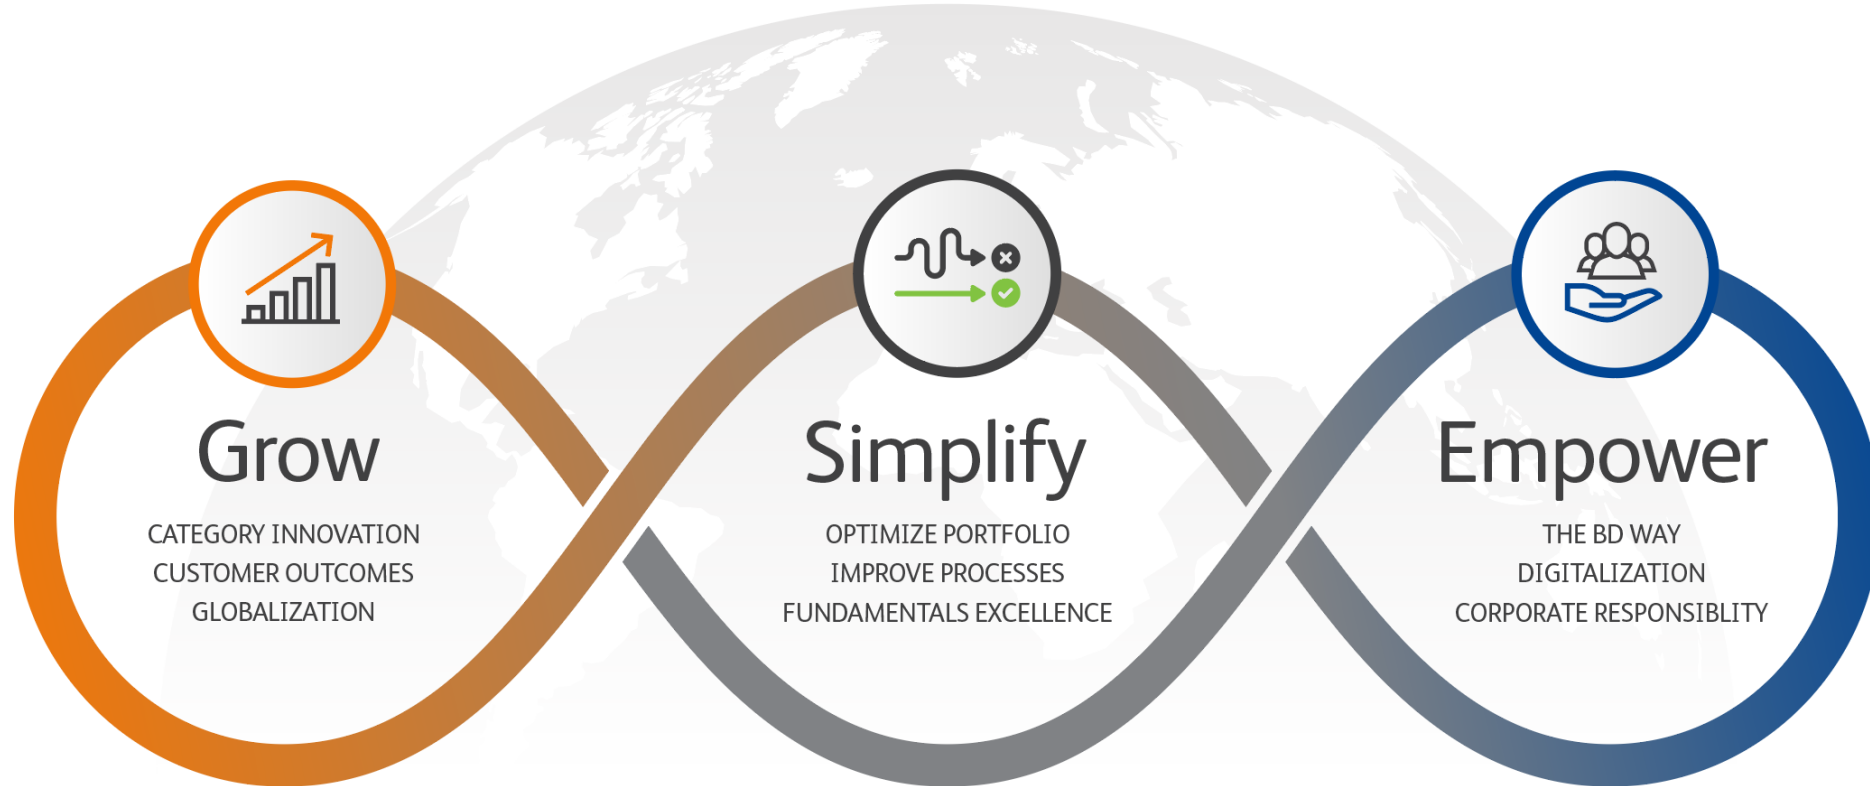 Grow
CATEGORY INNOVATION
CUSTOMER OUTCOMES
GLOBALIZATION
Simplify
OPTIMIZE PORTFOLIO
IMPROVE PROCESSES
FUNDAMENTALS EXCELLENCE
Empower
THE BD WAY
DIGITALIZATION
CORPORATE RESPONSIBLITY